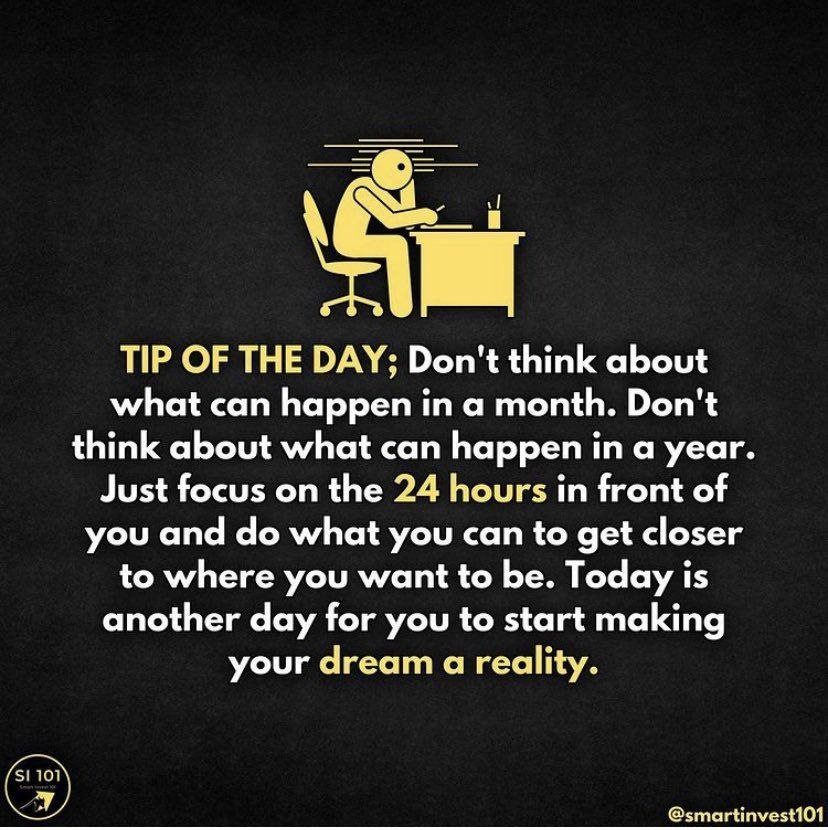 TIP OF THE DAY; Don't think about
what can happen in a month. Don't
think about what can happen in a year.
Just focus on the 24 hours in front of
you and do what you can to get closer
to where you want to be. Today is
another day for you to start making
your dream a reality.
SI 101
Smart Invest 101
@smartinvest101